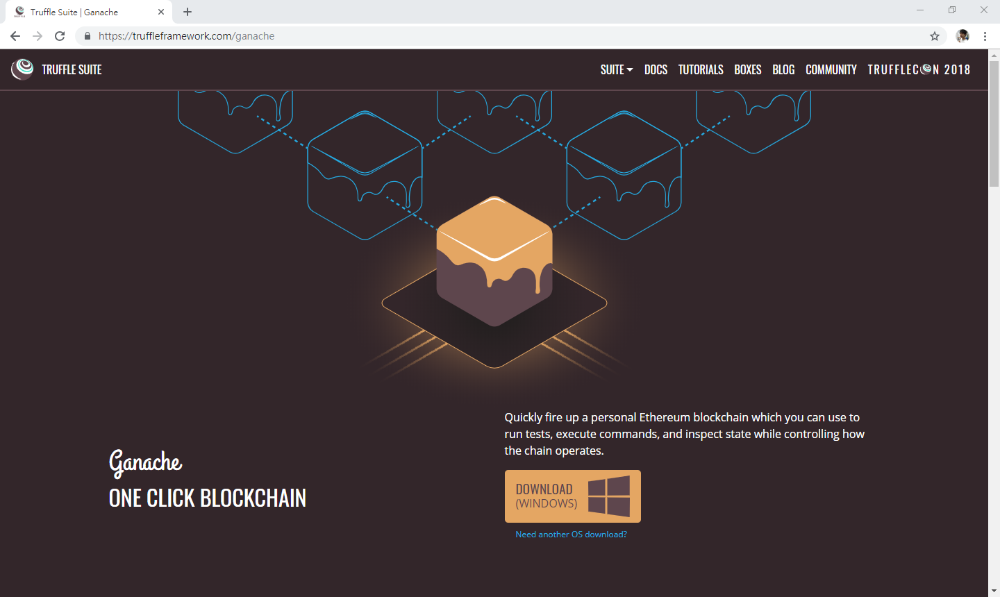 Truffle Suite | Ganache
https://truffleframework.com/ganache
TRUFFLE SUITE
SUITE DOCS TUTORIALS BOXES BLOG COMMUNITY TRUFFLECON 2018
Quickly fire up a personal Ethereum blockchain which you can use to
run tests, execute commands, and inspect state while controlling how
the chain operates.
Ganache
ONE CLICK BLOCKCHAIN
DOWNLOAD
(WINDOWS)
Need another OS download?